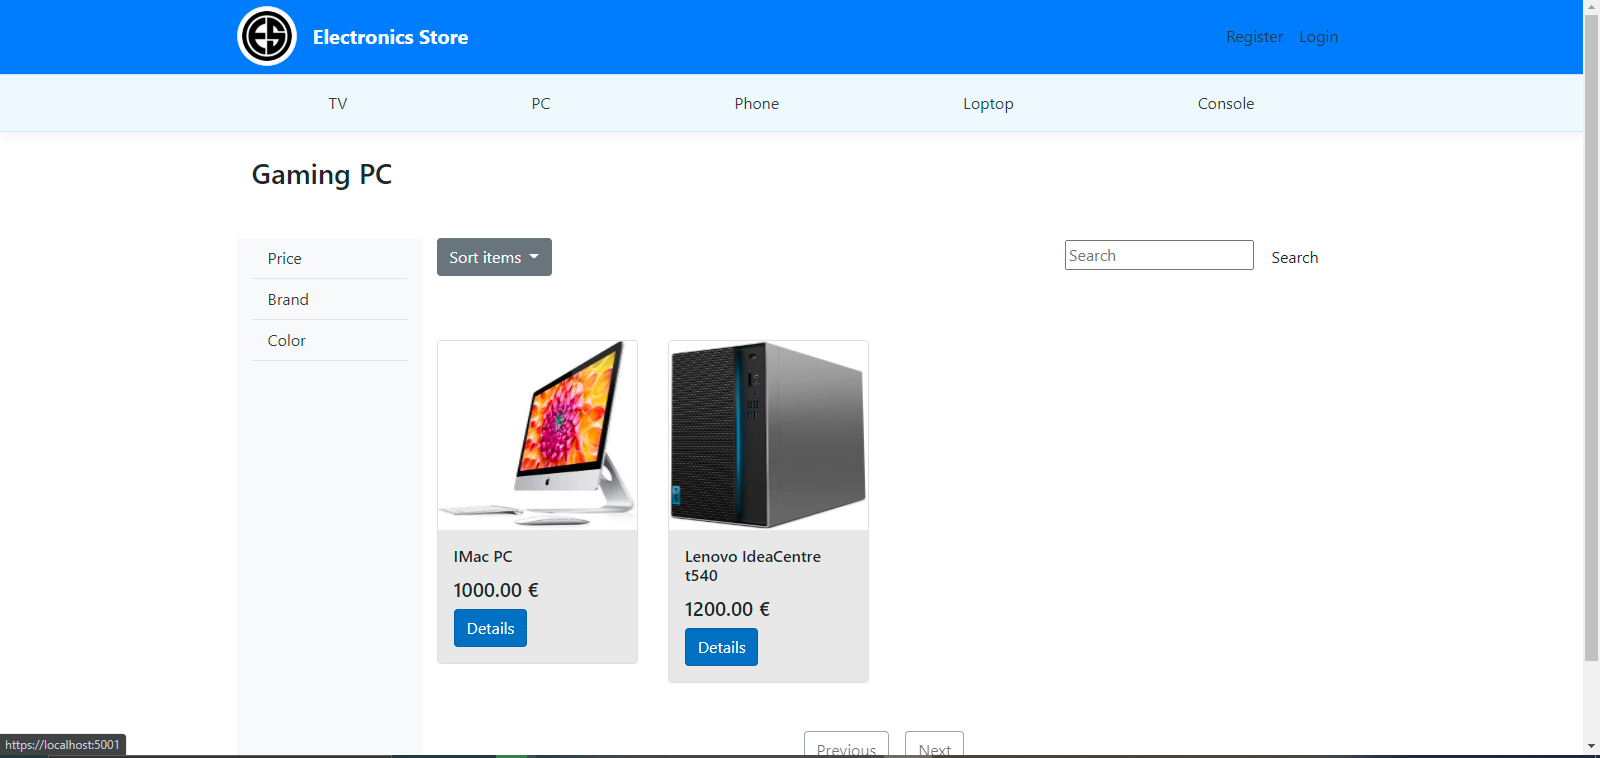 ES
Electronics Store
Register Login
TV PC Phone Loptop Console
Gaming PC
Price
Brand
Color
Sort items
Search Search
IMac PC
1000.00 €
Details
Lenovo IdeaCentre
t540
1200.00 €
Details
Previous Next
https://localhost:5001